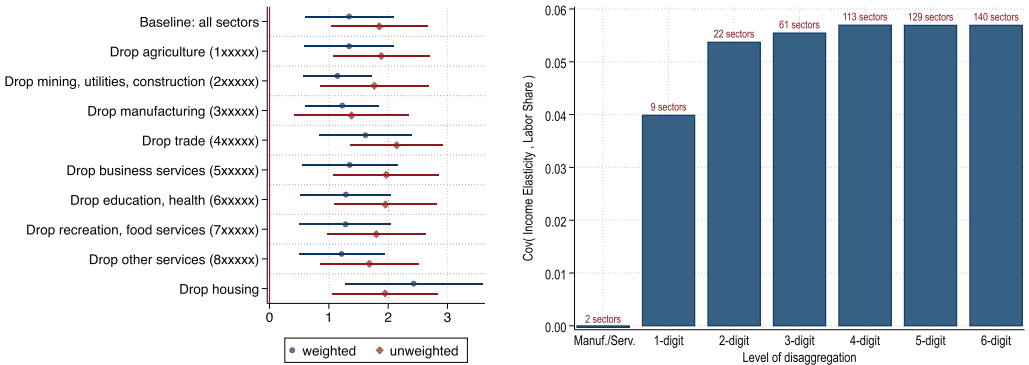 Baseline: all sectors
Drop agriculture (1xxxxx)
Drop mining, utilities, construction (2xxxxx)
Drop manufacturing (3xxxxx)
Drop trade (4xxxxx)
Drop business services (5xxxxx)
Drop education, health (6xxxxx)
Drop recreation, food services (7xxxxx)
Drop other services (8xxxxx)
Drop housing
0 1 2 3
weighted unweighted
Cov( Income Elasticity , Labor Share )
0.06
0.05
0.04
0.03
0.02
0.01
0.00
2 sectors
9 sectors
22 sectors
61 sectors
113 sectors
129 sectors
140 sectors
Manuf./Serv. 1-digit 2-digit 3-digit 4-digit 5-digit 6-digit
Level of disaggregation